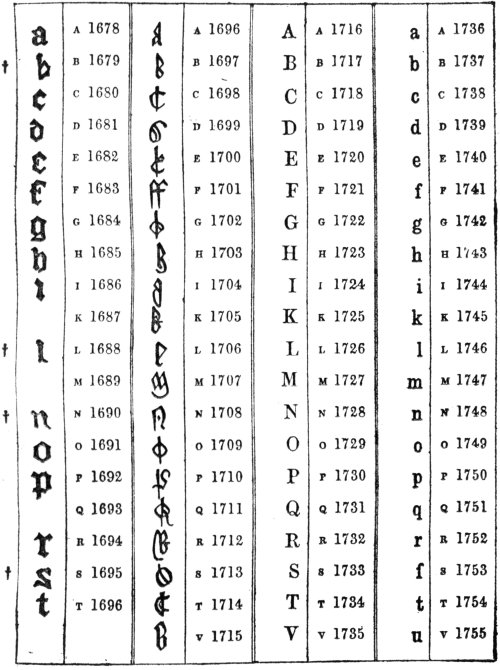 a A 1678 A 1696 A A 1716 a A 1736
† b B 1679 B 1697 B B 1717 b B 1737
c C 1680 C 1698 C C 1718 c C 1738
d D 1681 D 1699 D D 1719 d D 1739
e E 1682 E 1700 E E 1720 e E 1740
f F 1683 F 1701 F F 1721 f F 1741
g G 1684 G 1702 G G 1722 g G 1742
h H 1685 H 1703 H H 1723 h H 1743
i I 1686 I 1704 I I 1724 i I 1744
K 1687 K 1705 K K 1725 k K 1745
† l L 1688 L 1706 L L 1726 l L 1746
M 1689 M 1707 M M 1727 m M 1747
† n N 1690 N 1708 N N 1728 n N 1748
o O 1691 O 1709 O O 1729 o O 1749
p P 1692 P 1710 P P 1730 p P 1750
Q 1693 Q 1711 Q Q 1731 q Q 1751
r R 1694 R 1712 R R 1732 r R 1752
† s S 1695 S 1713 S S 1733 ſ S 1753
t T 1696 T 1714 T T 1734 t T 1754
V 1715 V V 1735 u V 1755